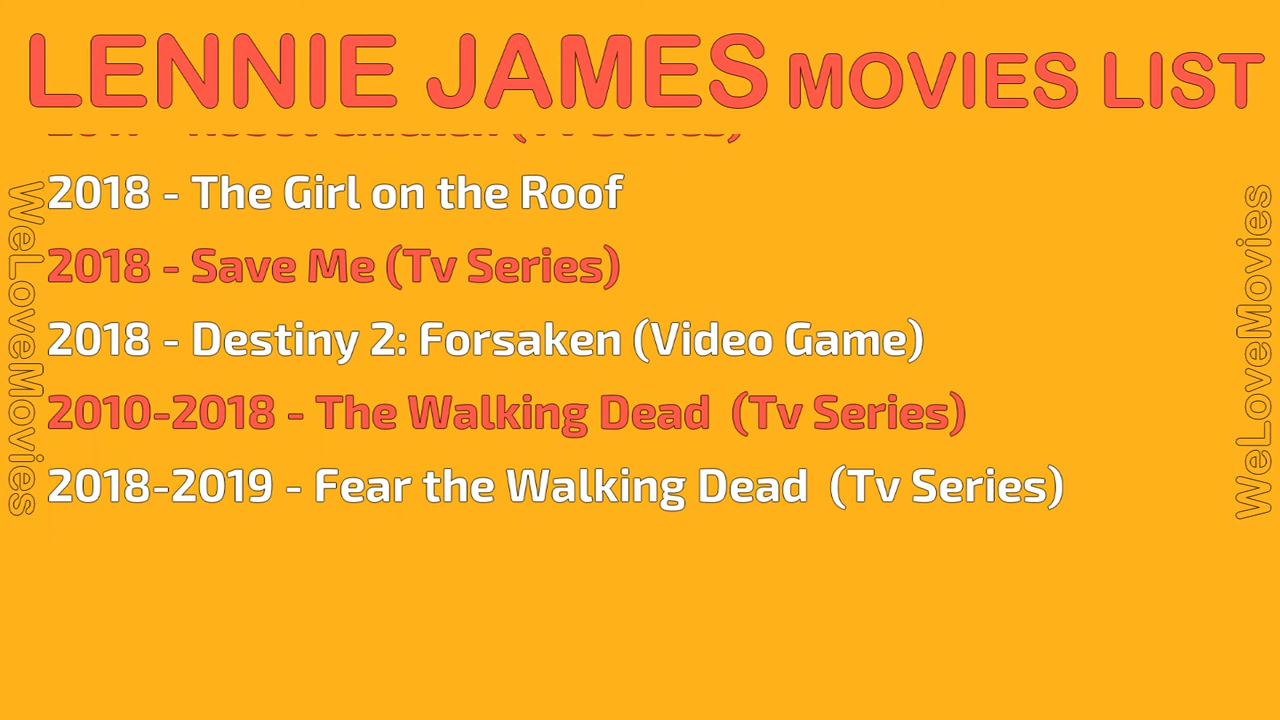 LENNIE JAMES MOVIES LIST
2018 - The Girl on the Roof
2018 - Save Me (Tv Series)
2018 - Destiny 2: Forsaken (Video Game)
2010-2018 - The Walking Dead (Tv Series)
2018-2019 - Fear the Walking Dead (Tv Series)
WeLoveMovies
WeLoveMovies